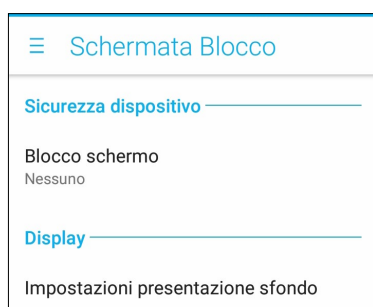 Schermata Blocco
Sicurezza dispositivo
Blocco schermo
Nessuno
Display
Impostazioni presentazione sfondo